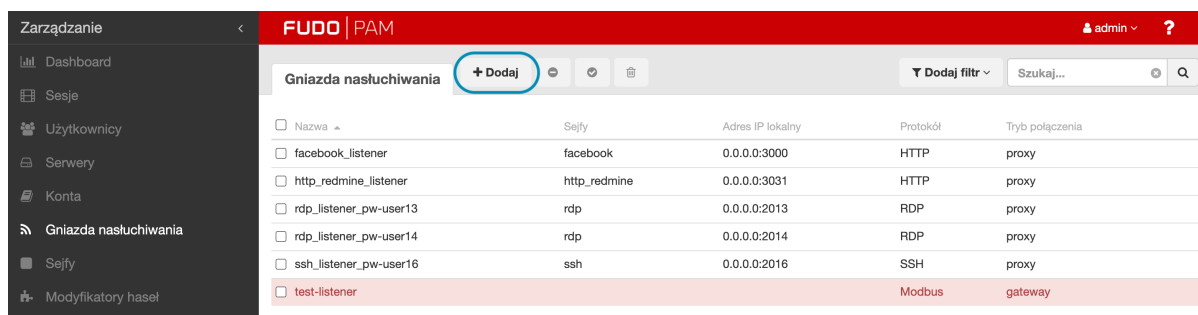 Zarządzanie
FUDO PAM
admin
?
Dashboard
Sesje
Użytkownicy
Serwery
Konta
Gniazda nasłuchiwania
Sejfy
Modyfikatory haseł
Gniazda nasłuchiwania
+ Dodaj
Dodaj filtr
Szukaj...
Nazwa Sejfy Adres IP lokalny Protokół Tryb połączenia
facebook_listener facebook 0.0.0.0:3000 HTTP proxy
http_redmine_listener http_redmine 0.0.0.0:3031 HTTP proxy
rdp_listener_pw-user13 rdp 0.0.0.0:2013 RDP proxy
rdp_listener_pw-user14 rdp 0.0.0.0:2014 RDP proxy
ssh_listener_pw-user16 ssh 0.0.0.0:2016 SSH proxy
test-listener Modbus gateway